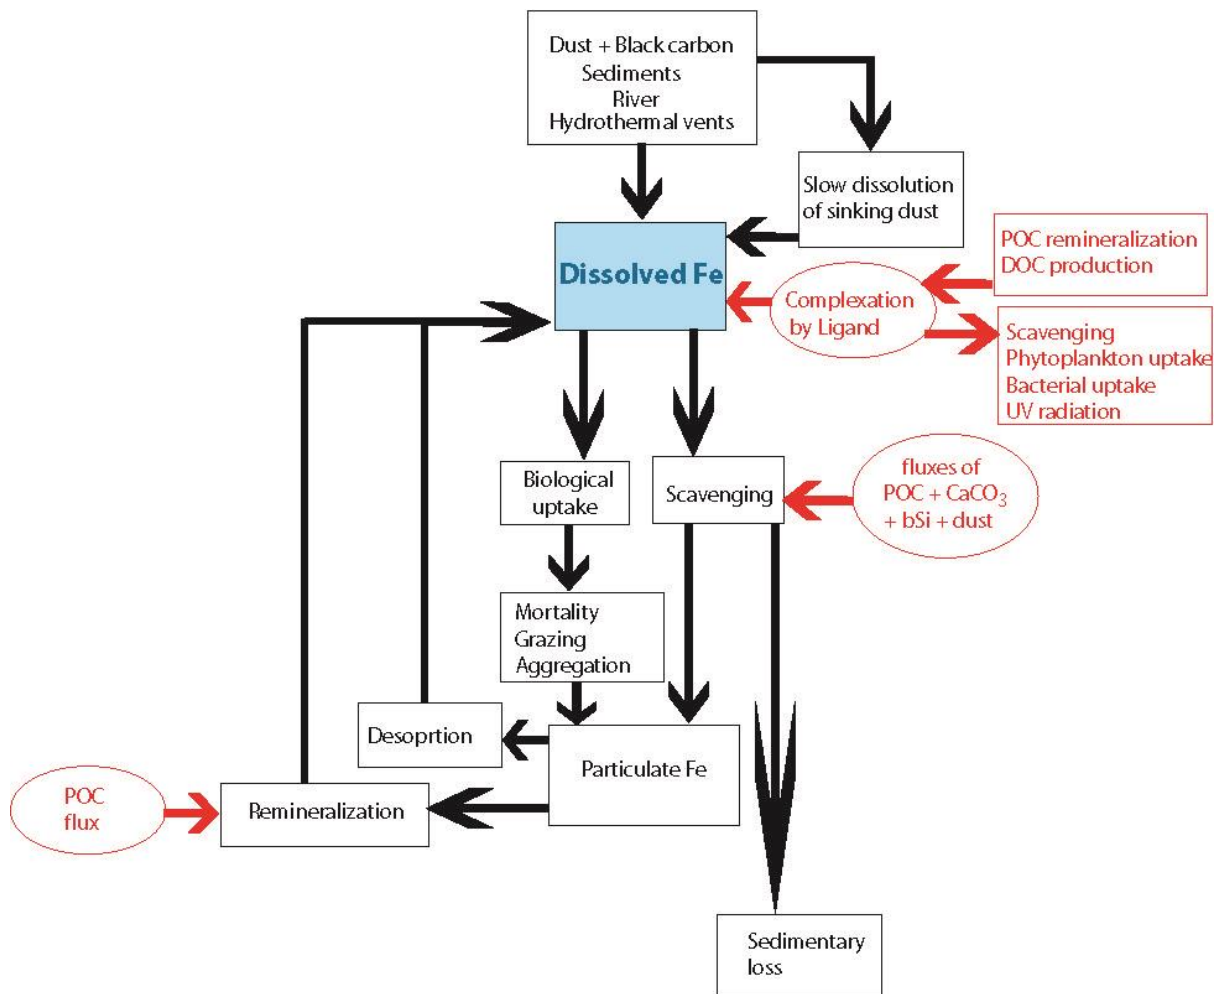 Dust + Black carbon
Sediments
River
Hydrothermal vents
Slow dissolution
of sinking dust
Dissolved Fe
POC remineralization
DOC production
Complexation
by Ligand
Scavenging
Phytoplankton uptake
Bacterial uptake
UV radiation
Biological
uptake
Scavenging
fluxes of
POC + CaCO₃
+ bSi + dust
Mortality
Grazing
Aggregation
Desoprtion
Particulate Fe
POC
flux
Remineralization
Sedimentary
loss